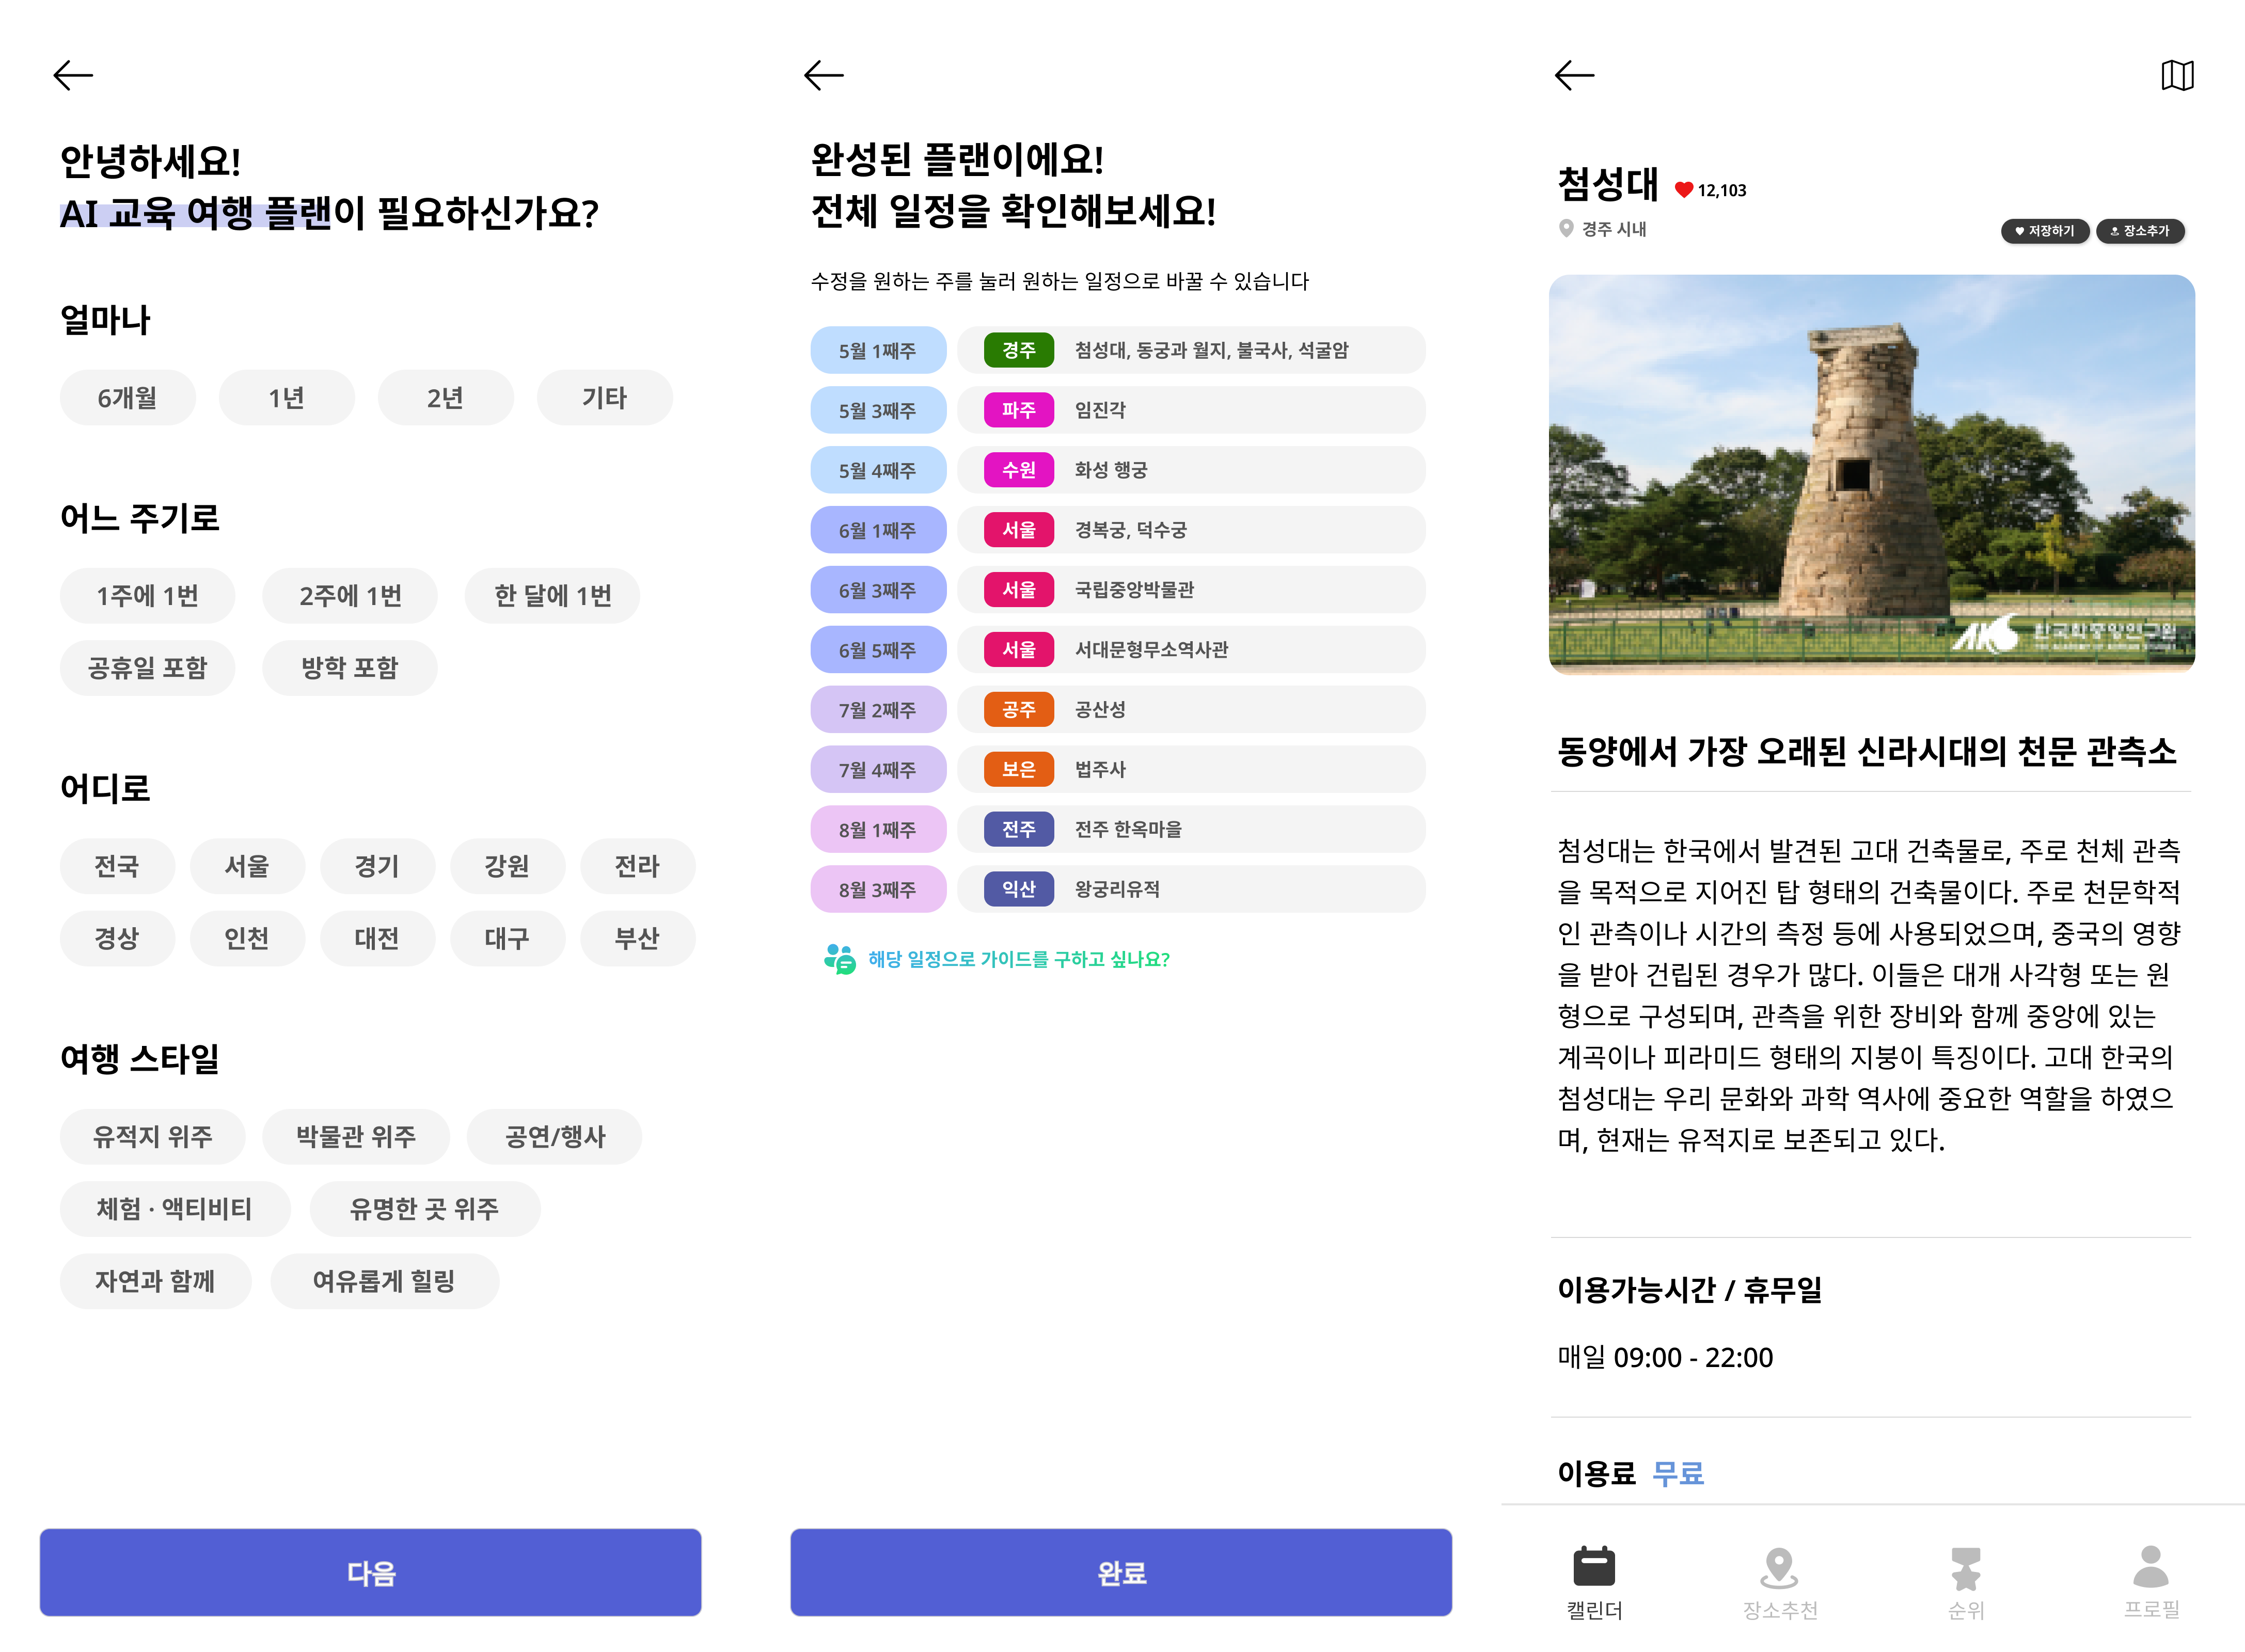 안녕하세요!
AI 교육 여행 플랜이 필요하신가요?
얼마나
6개월 1년 2년 기타
어느 주기로
1주에 1번 2주에 1번 한 달에 1번
공휴일 포함 방학 포함
어디로
전국 서울 경기 강원 전라
경상 인천 대전 대구 부산
여행 스타일
유적지 위주 박물관 위주 공연/행사
체험 · 액티비티 유명한 곳 위주
자연과 함께 여유롭게 힐링
다음
완성된 플랜이에요!
전체 일정을 확인해보세요!
수정을 원하는 주를 눌러 원하는 일정으로 바꿀 수 있습니다
5월 1째주 경주 첨성대, 동궁과 월지, 불국사, 석굴암
5월 3째주 파주 임진각
5월 4째주 수원 화성 행궁
6월 1째주 서울 경복궁, 덕수궁
6월 3째주 서울 국립중앙박물관
6월 5째주 서울 서대문형무소역사관
7월 2째주 공주 공산성
7월 4째주 보은 법주사
8월 1째주 전주 전주 한옥마을
8월 3째주 익산 왕궁리유적
해당 일정으로 가이드를 구하고 싶나요?
완료
첨성대 12,103
경주 시내 저장하기 장소추가
AKS 한국학중앙연구원
동양에서 가장 오래된 신라시대의 천문 관측소
첨성대는 한국에서 발견된 고대 건축물로, 주로 천체 관측
을 목적으로 지어진 탑 형태의 건축물이다. 주로 천문학적
인 관측이나 시간의 측정 등에 사용되었으며, 중국의 영향
을 받아 건립된 경우가 많다. 이들은 대개 사각형 또는 원
형으로 구성되며, 관측을 위한 장비와 함께 중앙에 있는
계곡이나 피라미드 형태의 지붕이 특징이다. 고대 한국의
첨성대는 우리 문화와 과학 역사에 중요한 역할을 하였으
며, 현재는 유적지로 보존되고 있다.
이용가능시간 / 휴무일
매일 09:00 - 22:00
이용료 무료
캘린더 장소추천 순위 프로필